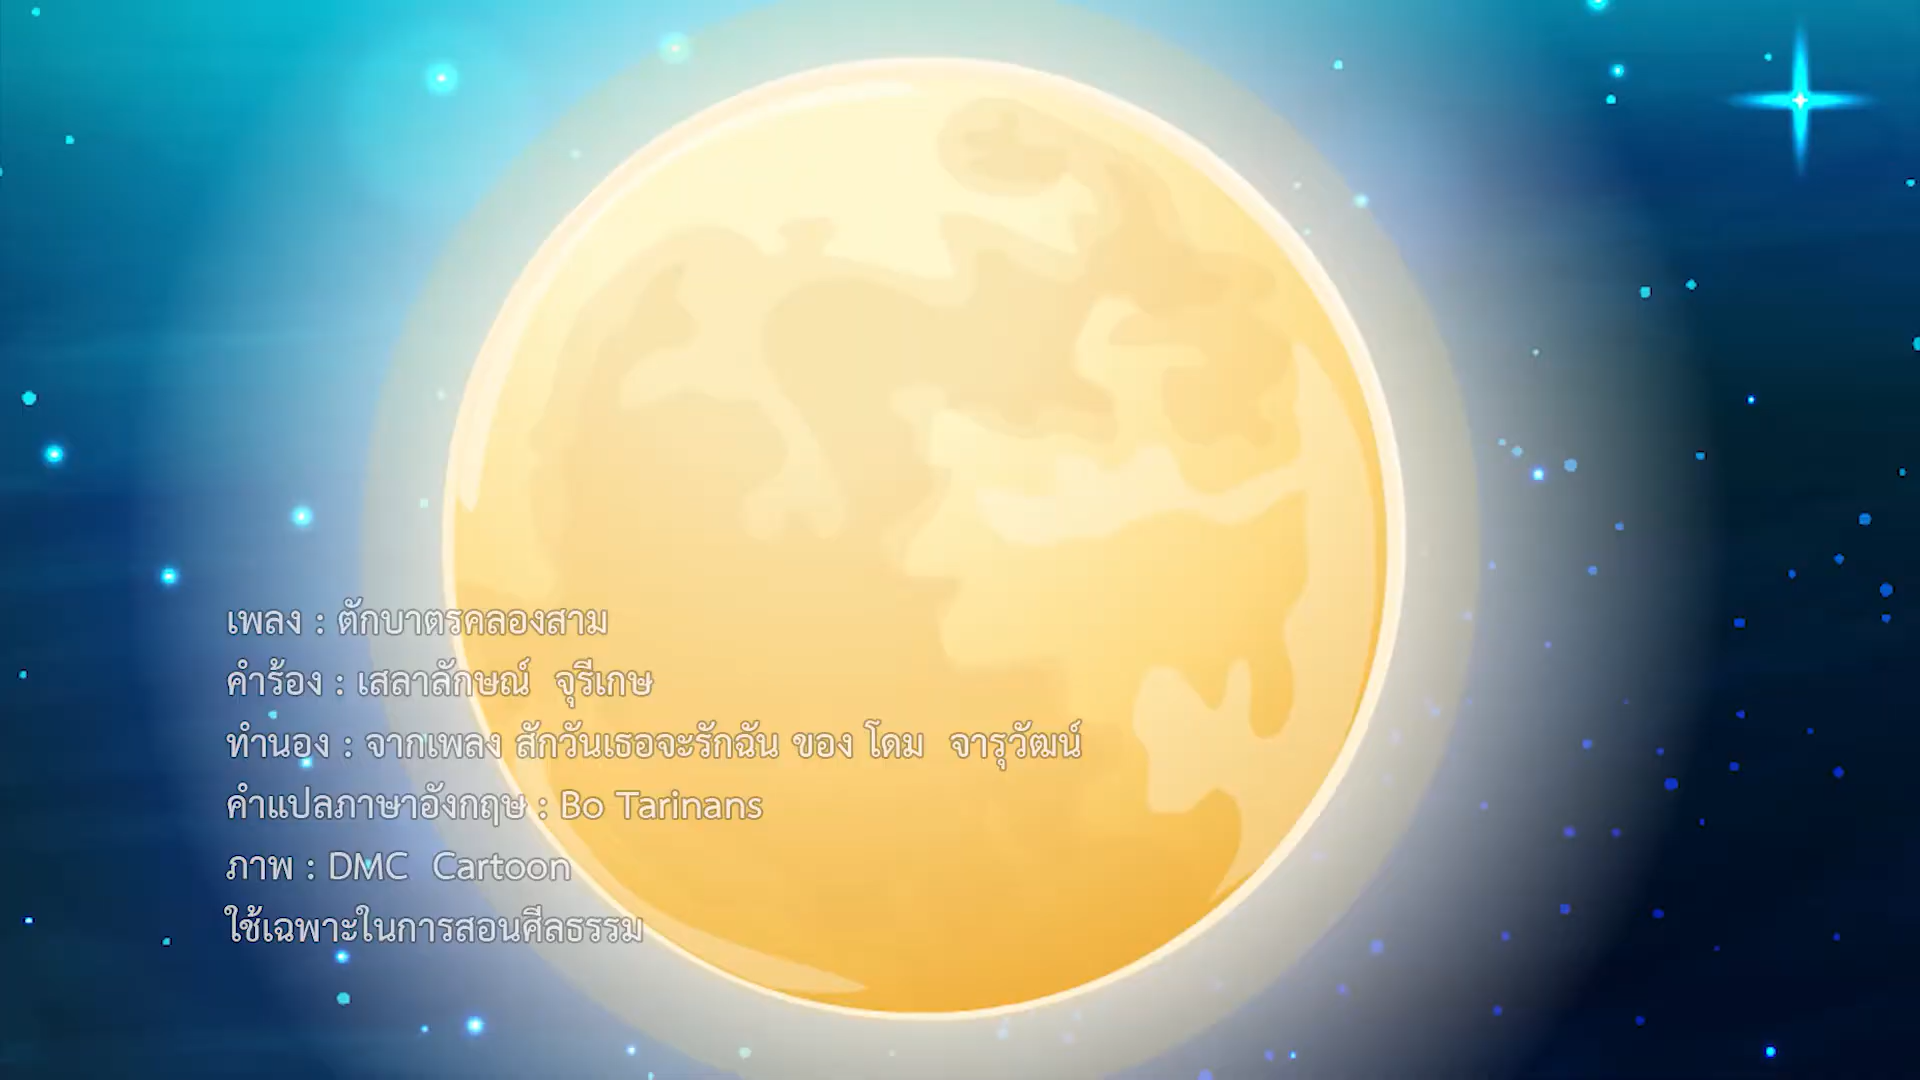 เพลง : ตักบาตรคลองสาม
คำร้อง : เสลาลักษณ์ จุรีเกษ
ทำนอง : จากเพลง สักวันเธอจะรักฉัน ของ โดม จารุวัฒน์
คำแปลภาษาอังกฤษ : Bo Tarinans
ภาพ : DMC Cartoon
ใช้เฉพาะในการสอนศีลธรรม